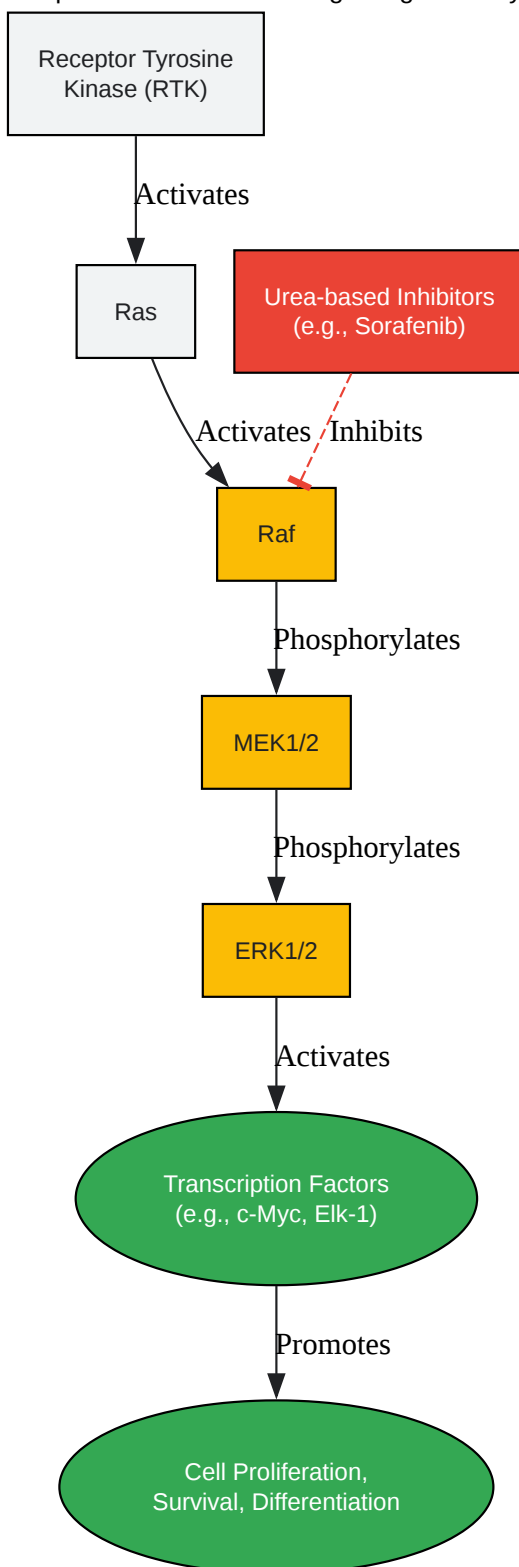 Receptor Tyrosine
Kinase (RTK)
Activates
Ras
Urea-based Inhibitors
(e.g., Sorafenib)
Activates
Inhibits
Raf
Phosphorylates
MEK1/2
Phosphorylates
ERK1/2
Activates
Transcription Factors
(e.g., c-Myc, Elk-1)
Promotes
Cell Proliferation,
Survival, Differentiation